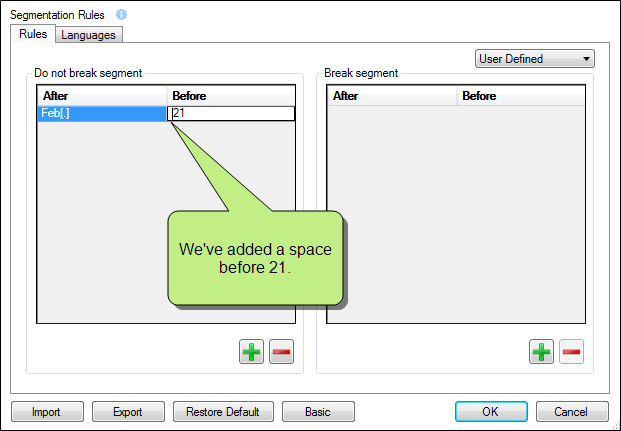 Segmentation Rules
Rules Languages
User Defined
Do not break segment Break segment
After Before After Before
Feb[.] 21
We've added a space
before 21.
Import Export Restore Default Basic OK Cancel